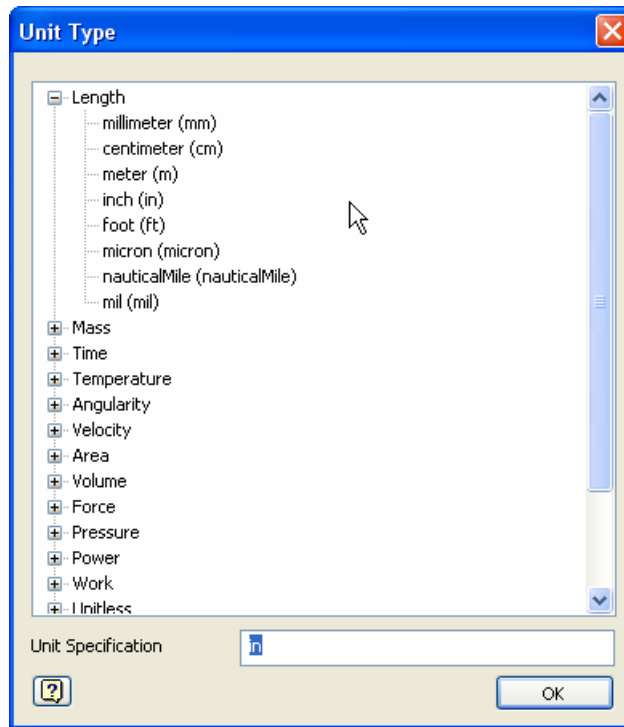 Unit Type
Length
millimeter (mm)
centimeter (cm)
meter (m)
inch (in)
foot (ft)
micron (micron)
nauticalMile (nauticalMile)
mil (mil)
Mass
Time
Temperature
Angularity
Velocity
Area
Volume
Force
Pressure
Power
Work
Unitless
Unit Specification in
OK